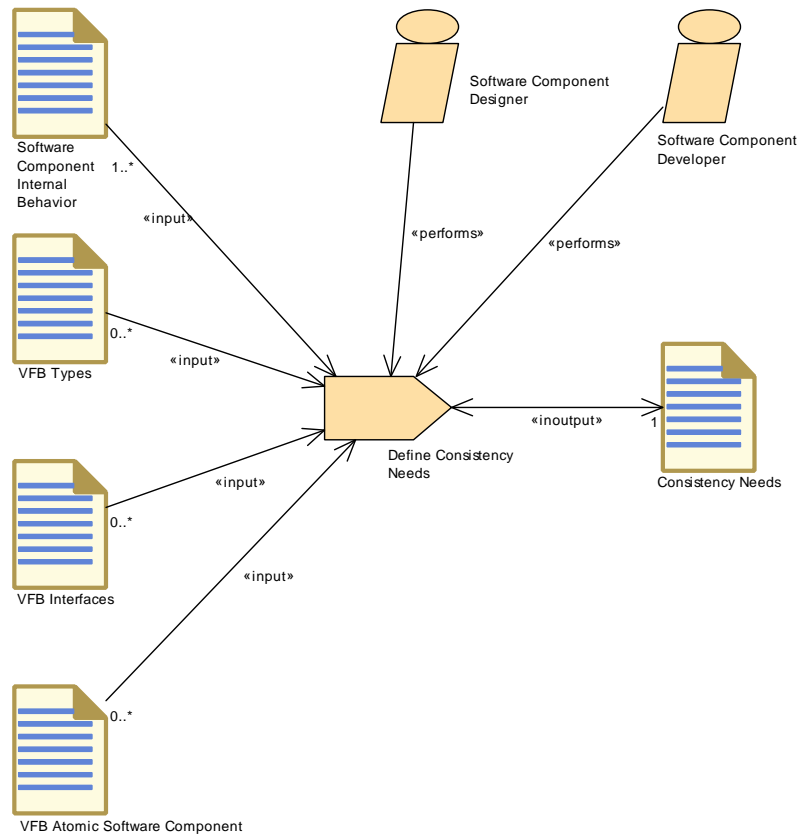 Software Component
Designer
Software Component
Developer
Software
Component
Internal
Behavior
1..*
«input»
«performs»
«performs»
0..*
«input»
VFB Types
«inoutput»
1
Define Consistency
Needs
Consistency Needs
«input»
0..*
VFB Interfaces
«input»
0..*
VFB Atomic Software Component